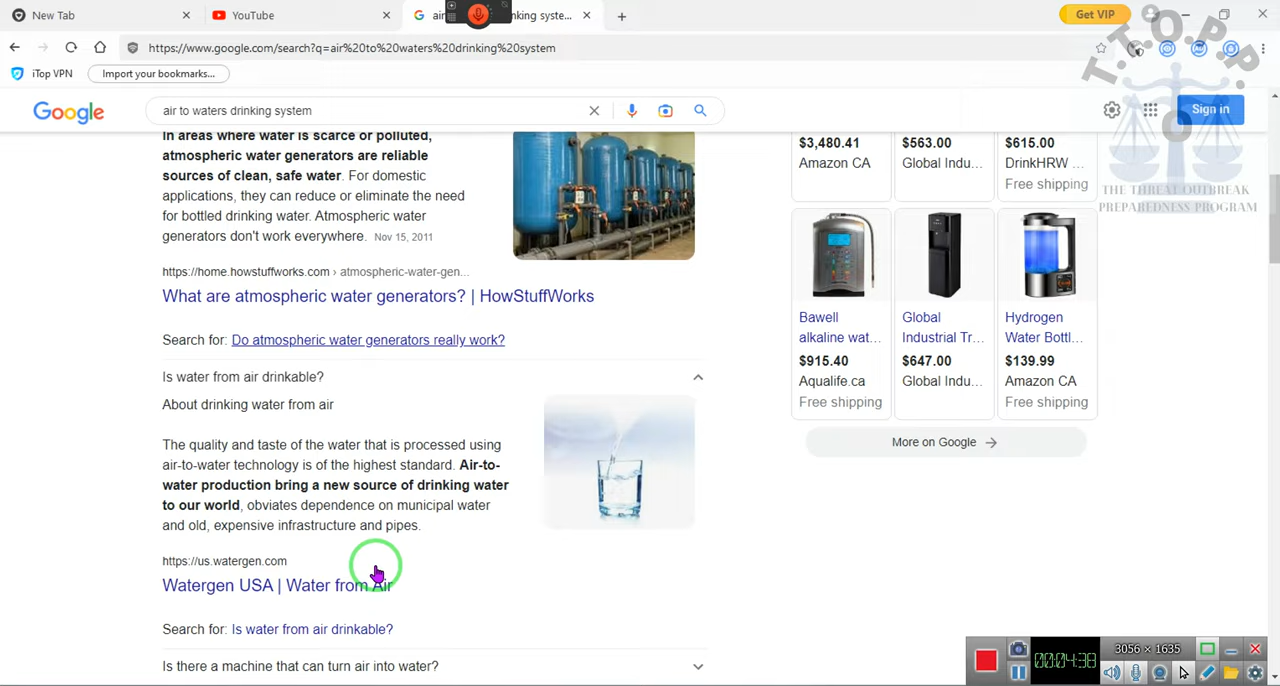 New Tab
YouTube
nking syste...
Get VIP
https://www.google.com/search?q=air%20to%20waters%20drinking%20system
iTop VPN
Import your bookmarks...
T.T.O.P.P.
Google
air to waters drinking system
Sign in
In areas where water is scarce or polluted,
atmospheric water generators are reliable
sources of clean, safe water. For domestic
applications, they can reduce or eliminate the need
for bottled drinking water. Atmospheric water
generators don't work everywhere. Nov 15, 2011
https://home.howstuffworks.com › atmospheric-water-gen...
What are atmospheric water generators? | HowStuffWorks
Search for: Do atmospheric water generators really work?
Is water from air drinkable?
About drinking water from air
The quality and taste of the water that is processed using
air-to-water technology is of the highest standard. Air-to-
water production bring a new source of drinking water
to our world, obviates dependence on municipal water
and old, expensive infrastructure and pipes.
https://us.watergen.com
Watergen USA | Water from Air
Search for: Is water from air drinkable?
Is there a machine that can turn air into water?
$3,480.41
Amazon CA
$563.00
Global Indu...
$615.00
DrinkHRW ...
Free shipping
THE THREAT OUTBREAK
PREPAREDNESS PROGRAM
Bawell
alkaline wat...
$915.40
Aqualife.ca
Free shipping
Global
Industrial Tr...
$647.00
Global Indu...
Hydrogen
Water Bottl...
$139.99
Amazon CA
Free shipping
More on Google
3056 × 1635
00:04:38